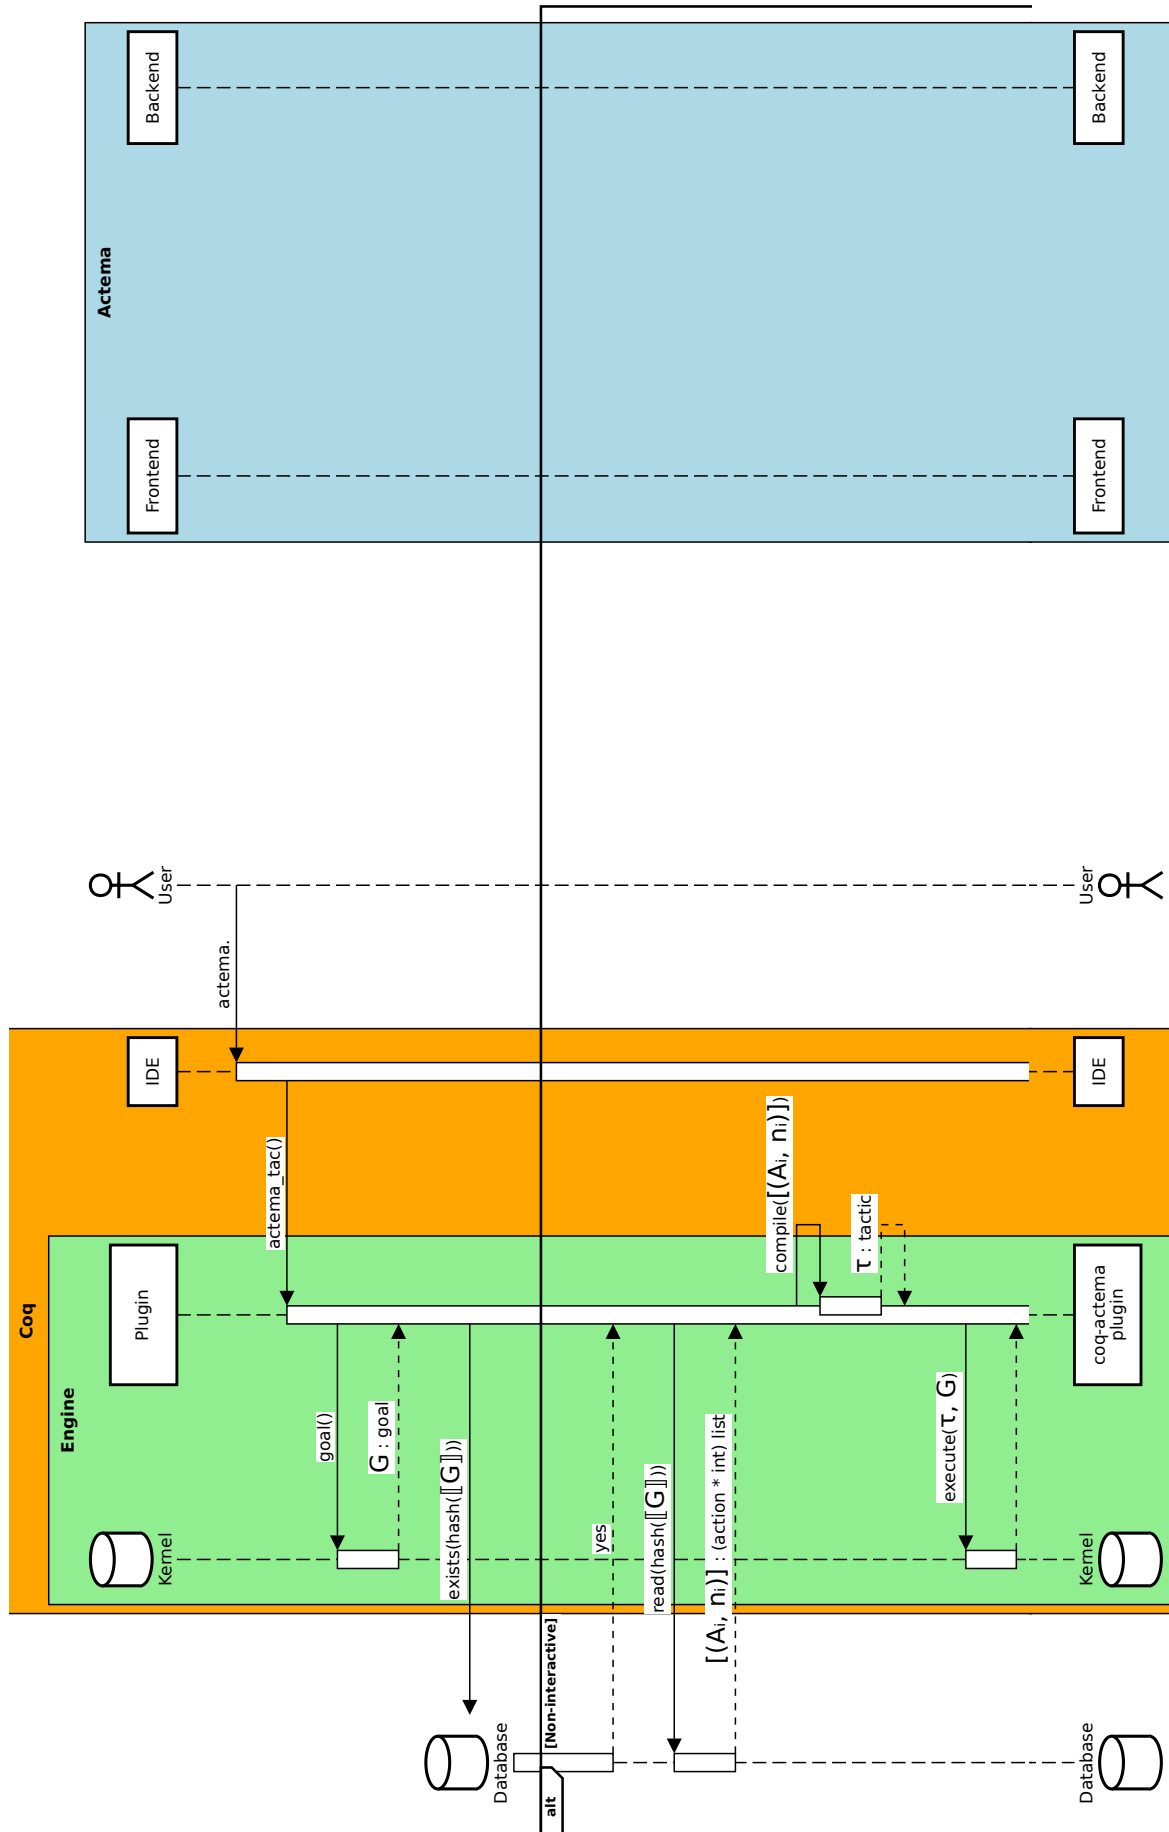 Coq
Actema
Engine
Database
Kernel
Plugin
IDE
User
Frontend
Backend
actema.
actema_tac()
goal()
G : goal
exists(hash(⟦G⟧))
alt
[Non-interactive]
yes
read(hash(⟦G⟧))
[(Aᵢ, nᵢ)] : (action * int) list
compile([(Aᵢ, nᵢ)])
τ : tactic
execute(τ, G)
Database
Kernel
coq-actema
plugin
IDE
User
Frontend
Backend